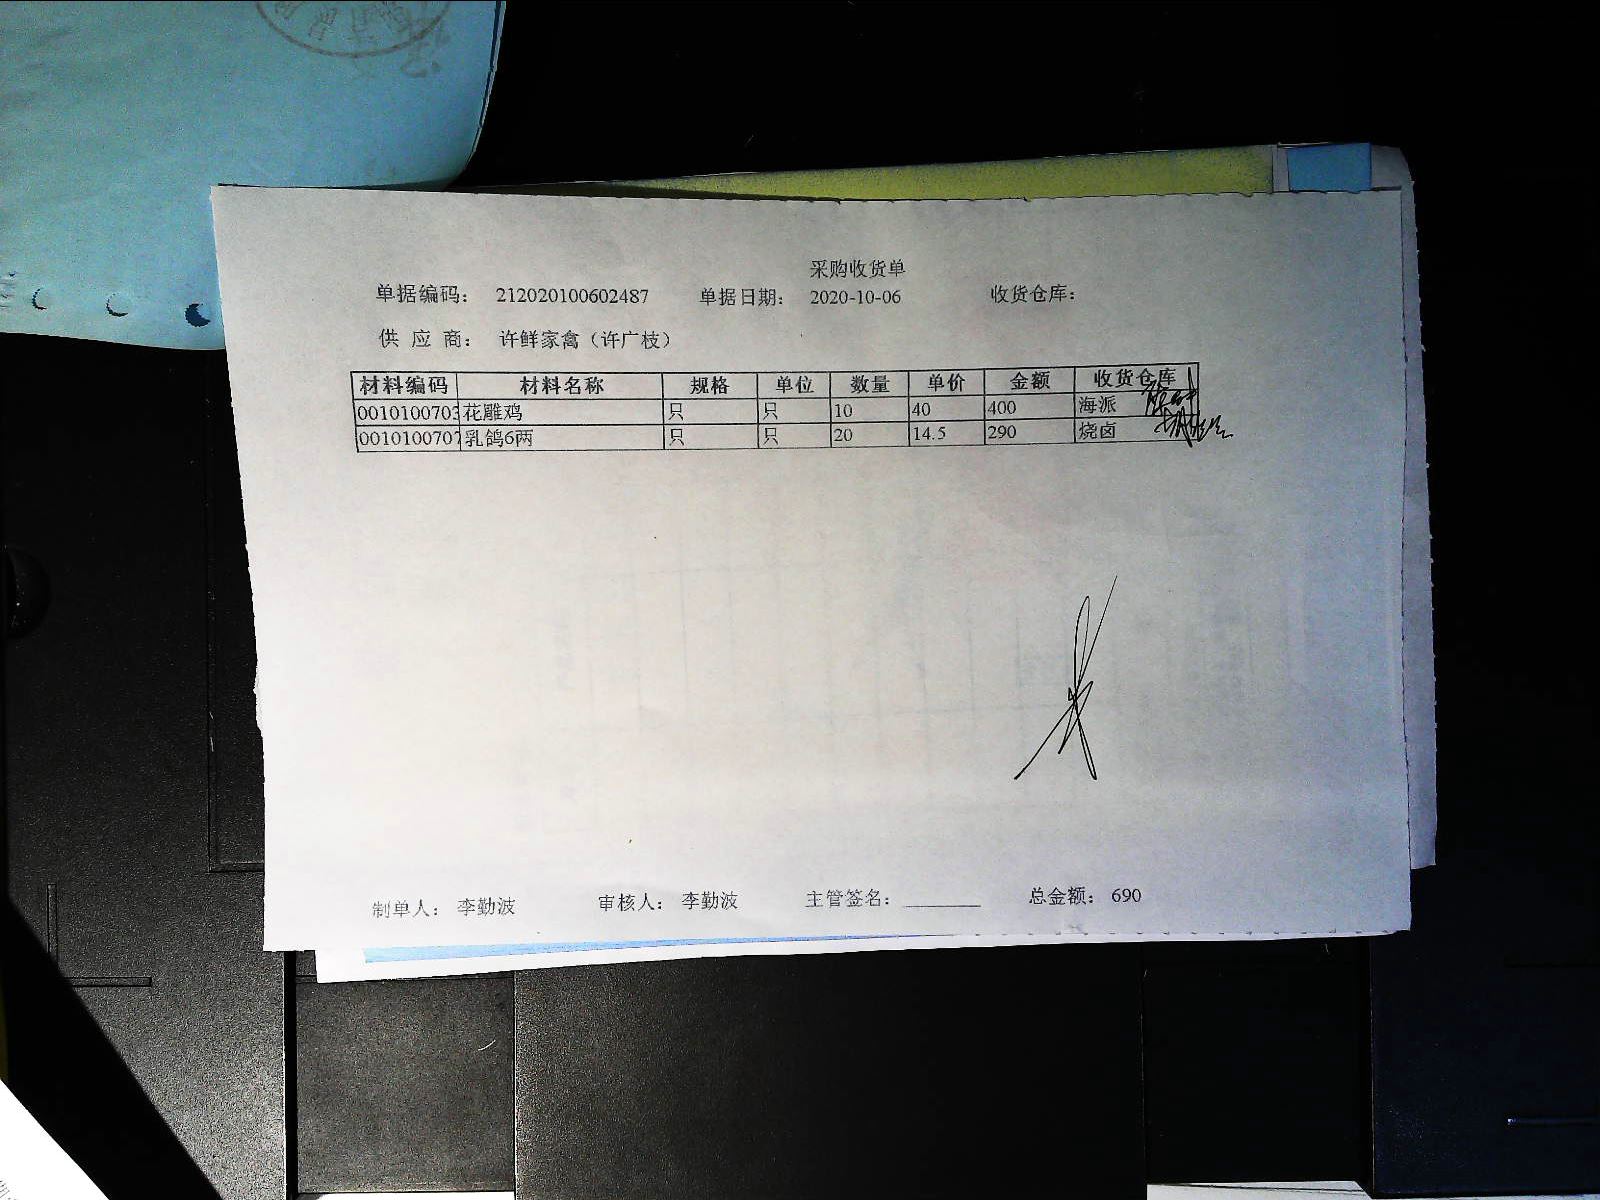 采购收货单
单据编码: 212020100602487 单据日期: 2020-10-06 收货仓库:
供 应 商: 许鲜家禽（许广枝）
材料编码 材料名称 规格 单位 数量 单价 金额 收货仓库
0010100703 花雕鸡 只 只 10 40 400 海派
0010100707 乳鸽6两 只 只 20 14.5 290 烧卤
制单人: 李勤波 审核人: 李勤波 主管签名: ________ 总金额: 690